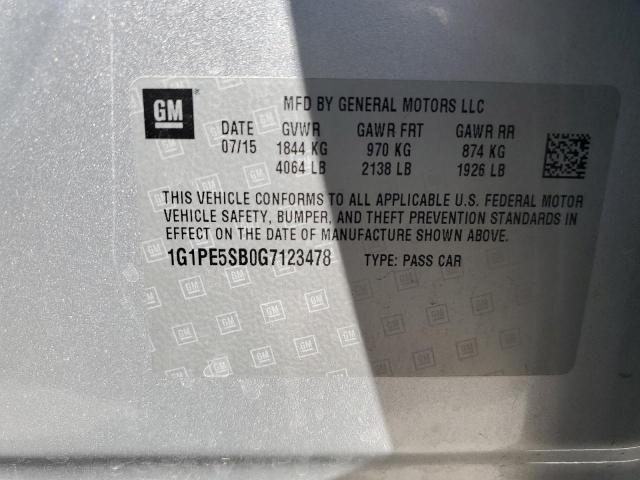 GM
MFD BY GENERAL MOTORS LLC
DATE GVWR GAWR FRT GAWR RR
07/15 1844 KG 970 KG 874 KG
4064 LB 2138 LB 1926 LB
THIS VEHICLE CONFORMS TO ALL APPLICABLE U.S. FEDERAL MOTOR
VEHICLE SAFETY, BUMPER, AND THEFT PREVENTION STANDARDS IN
EFFECT ON THE DATE OF MANUFACTURE SHOWN ABOVE.
1G1PE5SB0G7123478 TYPE: PASS CAR